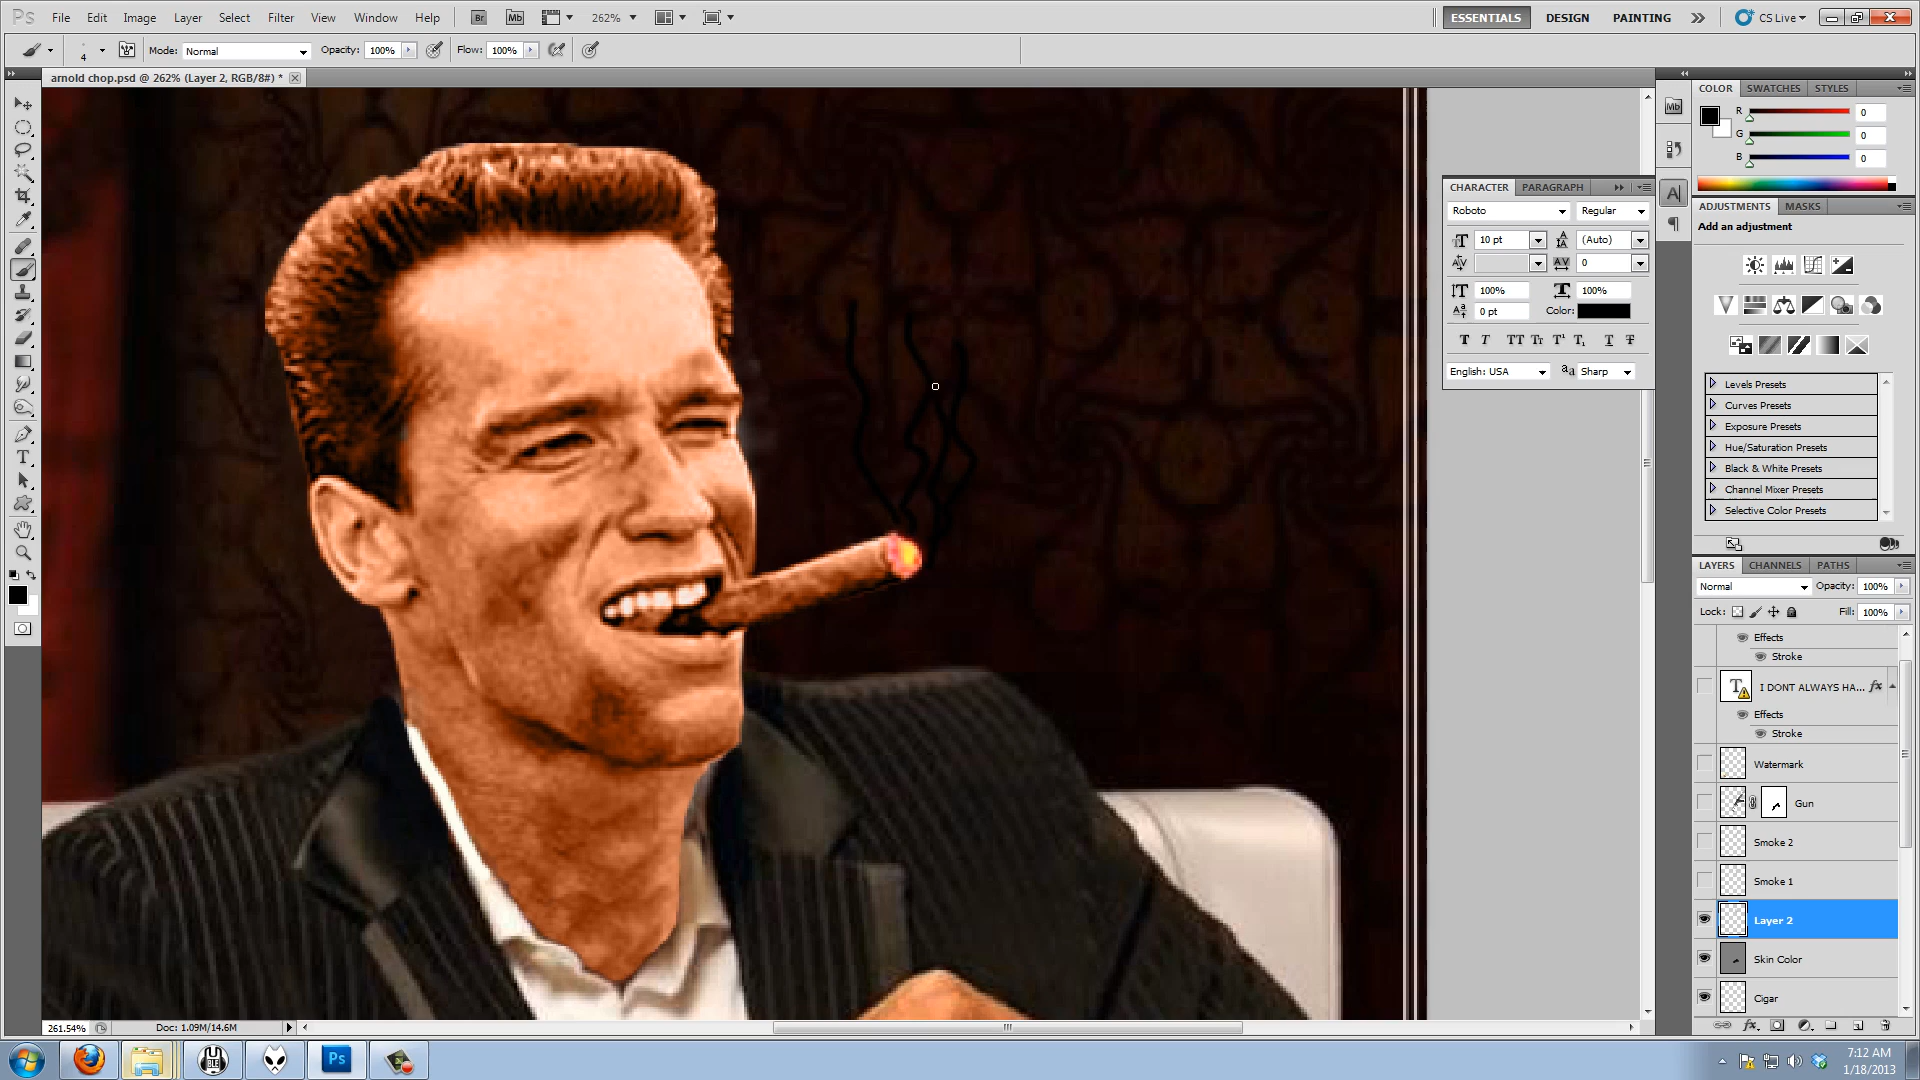 Ps File Edit Image Layer Select Filter View Window Help Br Mb 262% ESSENTIALS DESIGN PAINTING CS Live
4 Mode: Normal Opacity: 100% Flow: 100%
arnold chop.psd @ 262% (Layer 2, RGB/8#) *
COLOR SWATCHES STYLES
R 0
G 0
B 0
CHARACTER PARAGRAPH
Roboto Regular
10 pt (Auto)
0
100% 100%
0 pt Color:
English: USA Sharp
ADJUSTMENTS MASKS
Add an adjustment
Levels Presets
Curves Presets
Exposure Presets
Hue/Saturation Presets
Black & White Presets
Channel Mixer Presets
Selective Color Presets
LAYERS CHANNELS PATHS
Normal Opacity: 100%
Lock: Fill: 100%
Effects
Stroke
I DONT ALWAYS HA... fx
Effects
Stroke
Watermark
Gun
Smoke 2
Smoke 1
Layer 2
Skin Color
Cigar
261.54% Doc: 1.09M/14.6M
Ps
7:12 AM
1/18/2013